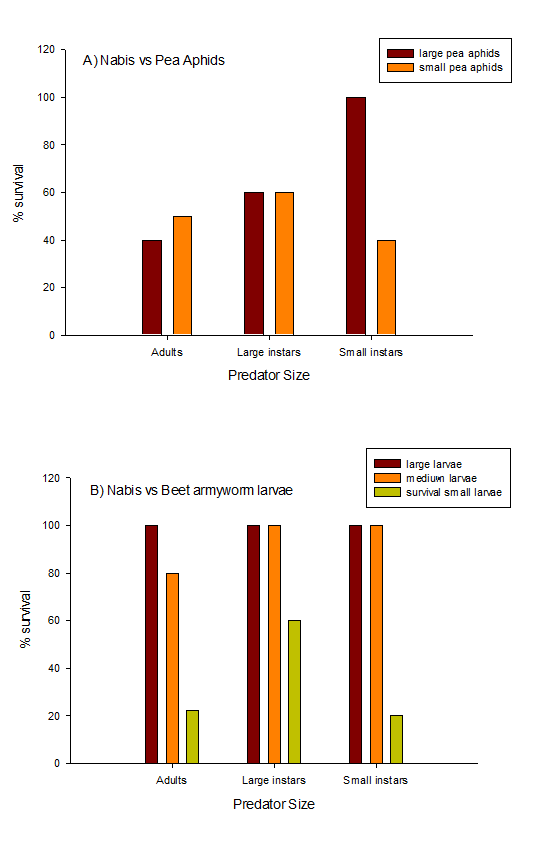 A) Nabis vs Pea Aphids
large pea aphids
small pea aphids
120
100
80
60
40
20
0
% survival
Adults Large instars Small instars
Predator Size
B) Nabis vs Beet armyworm larvae
large larvae
medium larvae
survival small larvae
120
100
80
60
40
20
0
% survival
Adults Large instars Small instars
Predator Size